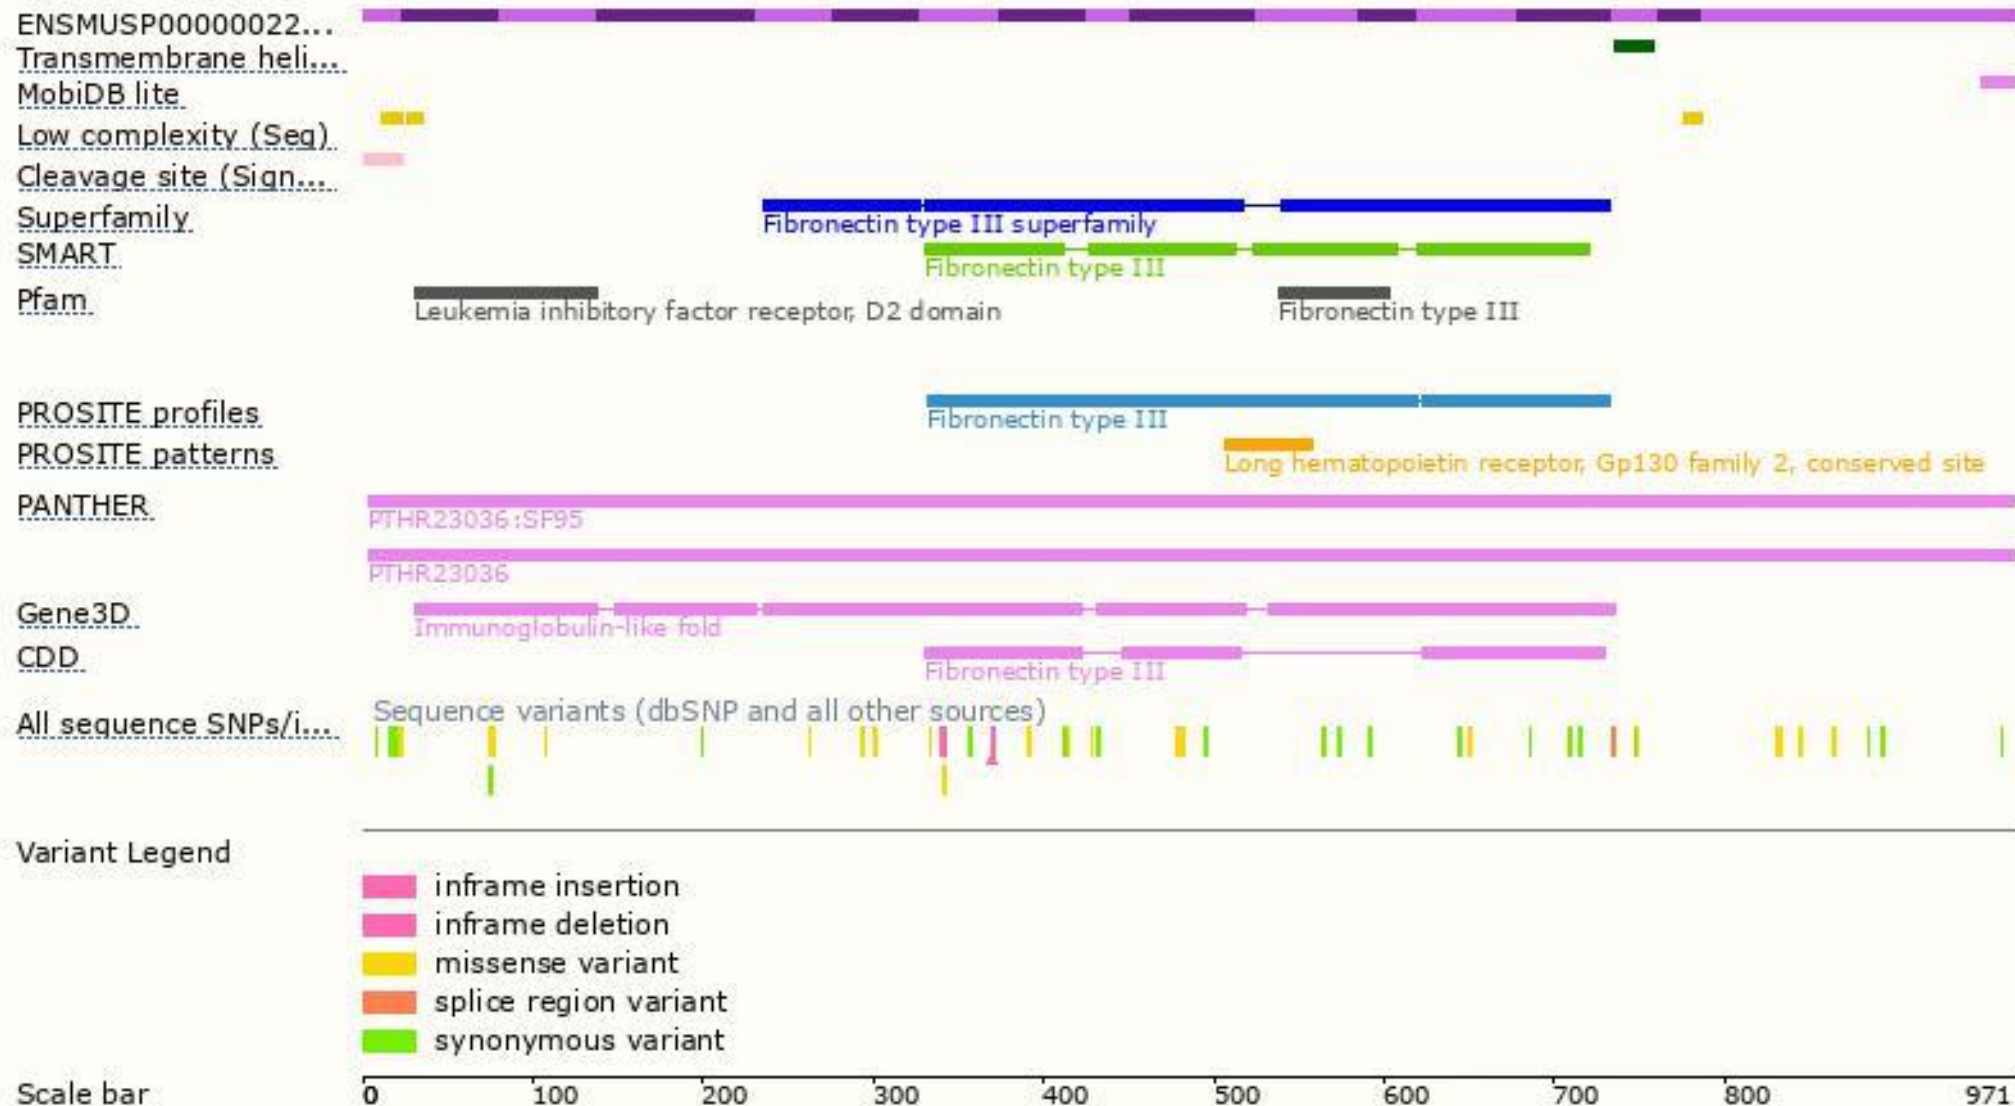 ENSMUSP00000022...
Transmembrane heli...
MobiDB lite
Low complexity (Seg)
Cleavage site (Sign...
Superfamily
Fibronectin type III superfamily
SMART
Fibronectin type III
Pfam
Leukemia inhibitory factor receptor, D2 domain
Fibronectin type III
PROSITE profiles
Fibronectin type III
PROSITE patterns
Long hematopoietin receptor, Gp130 family 2, conserved site
PANTHER
PTHR23036:SF95
PTHR23036
Gene3D
Immunoglobulin-like fold
CDD
Fibronectin type III
All sequence SNPs/i...
Sequence variants (dbSNP and all other sources)
Variant Legend
inframe insertion
inframe deletion
missense variant
splice region variant
synonymous variant
Scale bar
0 100 200 300 400 500 600 700 800 971